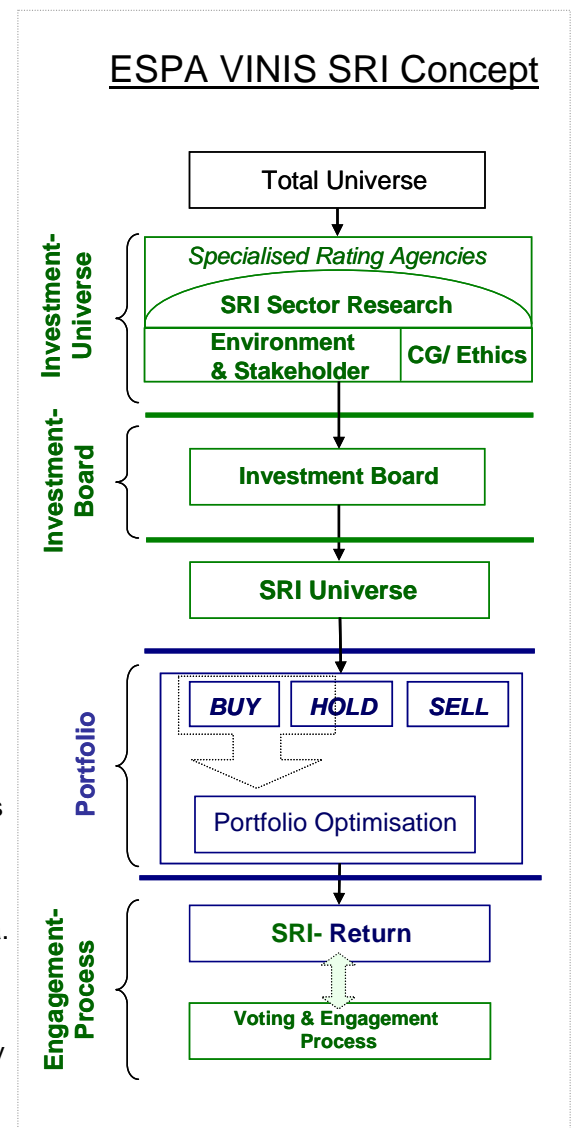 ESPA VINIS SRI Concept
Total Universe
Investment-
Universe
Specialised Rating Agencies
SRI Sector Research
Environment
& Stakeholder
CG/ Ethics
Investment-
Board
Investment Board
SRI Universe
Portfolio
BUY
HOLD
SELL
Portfolio Optimisation
Engagement-
Process
SRI- Return
Voting & Engagement
Process